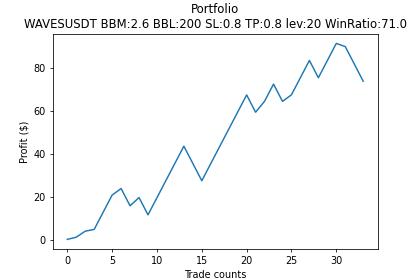 Portfolio
WAVESUSDT BBM:2.6 BBL:200 SL:0.8 TP:0.8 lev:20 WinRatio:71.0
Profit ($)
80
60
40
20
0
0 5 10 15 20 25 30
Trade counts